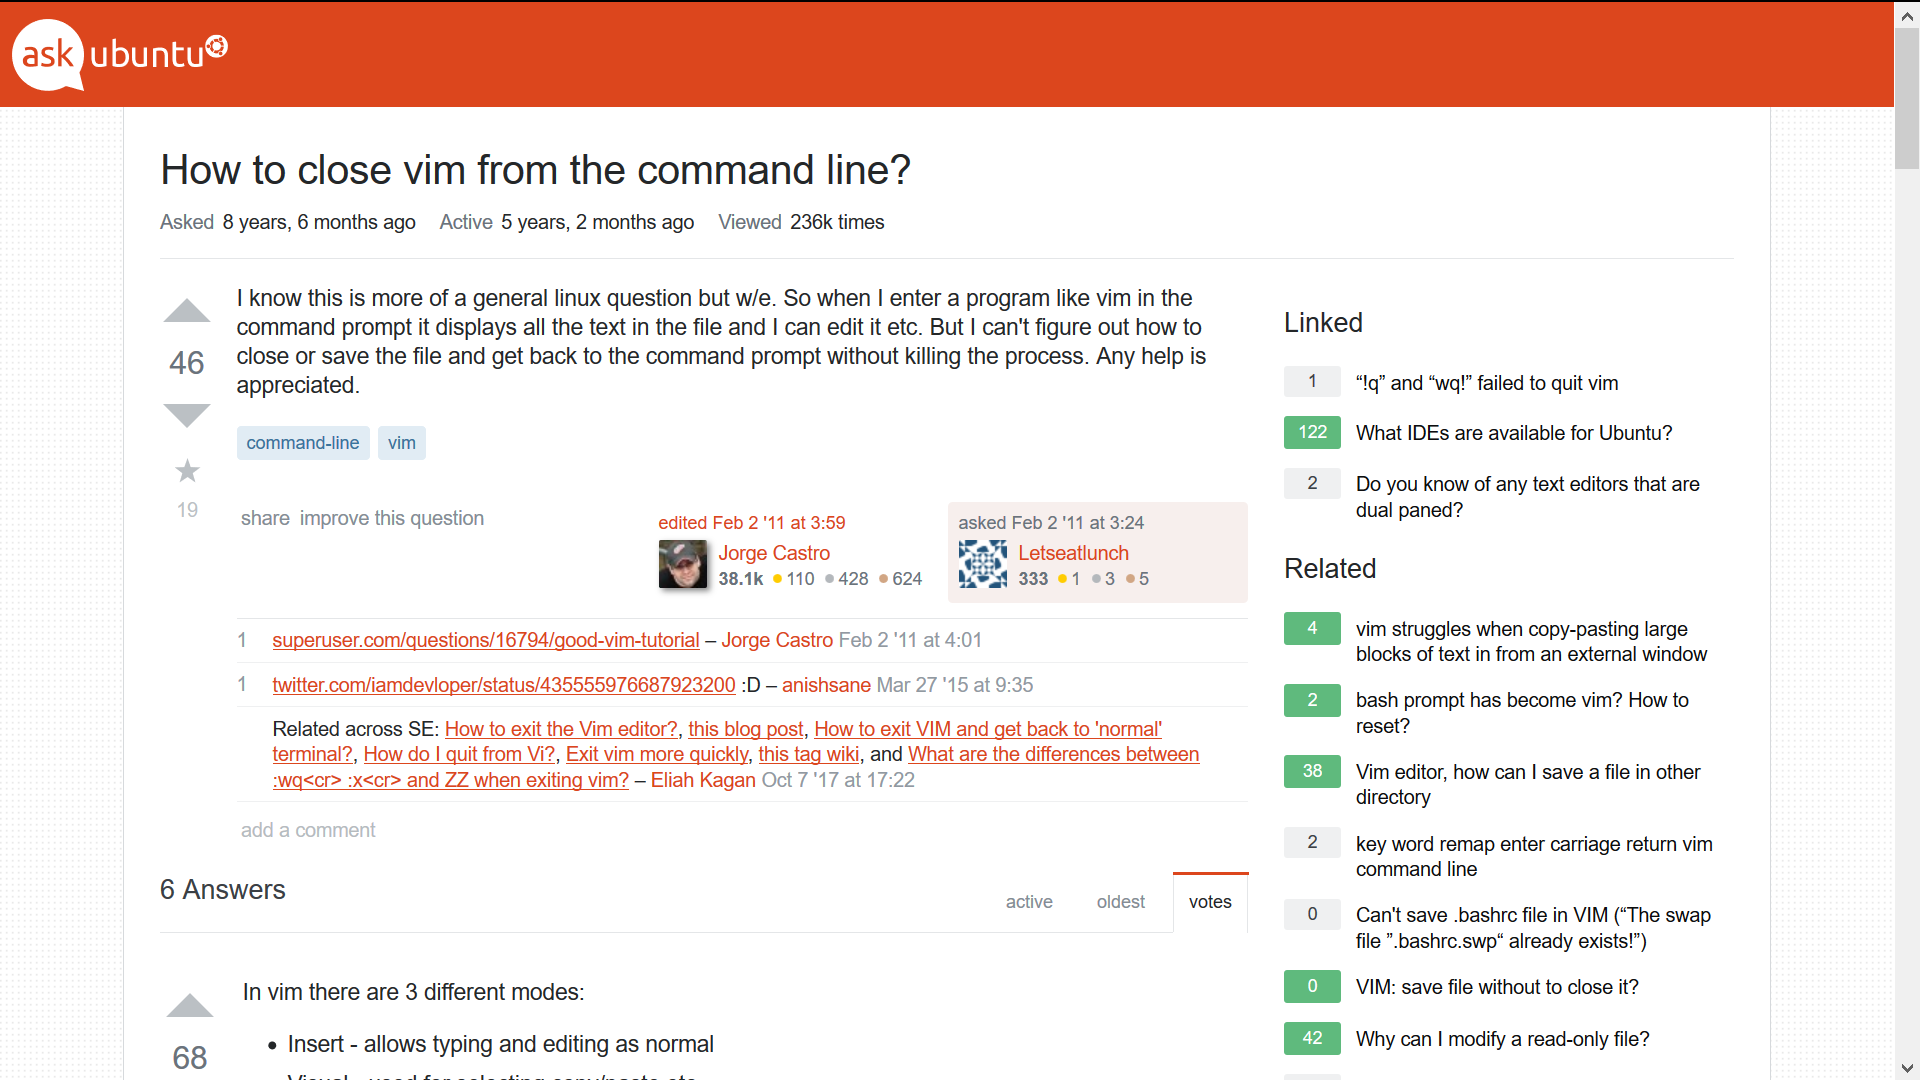 ask ubuntu
How to close vim from the command line?
Asked 8 years, 6 months ago Active 5 years, 2 months ago Viewed 236k times
46
I know this is more of a general linux question but w/e. So when I enter a program like vim in the
command prompt it displays all the text in the file and I can edit it etc. But I can't figure out how to
close or save the file and get back to the command prompt without killing the process. Any help is
appreciated.
command-line vim
19
share improve this question
edited Feb 2 '11 at 3:59
Jorge Castro
38.1k 110 428 624
asked Feb 2 '11 at 3:24
Letseatlunch
333 1 3 5
1 superuser.com/questions/16794/good-vim-tutorial – Jorge Castro Feb 2 '11 at 4:01
1 twitter.com/iamdevloper/status/435555976687923200 :D – anishsane Mar 27 '15 at 9:35
Related across SE: How to exit the Vim editor?, this blog post, How to exit VIM and get back to 'normal'
terminal?, How do I quit from Vi?, Exit vim more quickly, this tag wiki, and What are the differences between
:wq<cr> :x<cr> and ZZ when exiting vim? – Eliah Kagan Oct 7 '17 at 17:22
add a comment
6 Answers
active oldest votes
68
In vim there are 3 different modes:
• Insert - allows typing and editing as normal
Linked
1 “!q” and “wq!” failed to quit vim
122 What IDEs are available for Ubuntu?
2 Do you know of any text editors that are
dual paned?
Related
4 vim struggles when copy-pasting large
blocks of text in from an external window
2 bash prompt has become vim? How to
reset?
38 Vim editor, how can I save a file in other
directory
2 key word remap enter carriage return vim
command line
0 Can't save .bashrc file in VIM (“The swap
file ”.bashrc.swp“ already exists!”)
0 VIM: save file without to close it?
42 Why can I modify a read-only file?